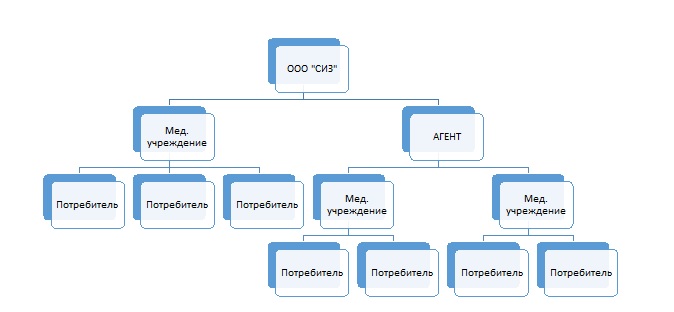 ООО "СИЗ"
Мед.
учреждение
АГЕНТ
Потребитель
Потребитель
Потребитель
Мед.
учреждение
Мед.
учреждение
Потребитель
Потребитель
Потребитель
Потребитель